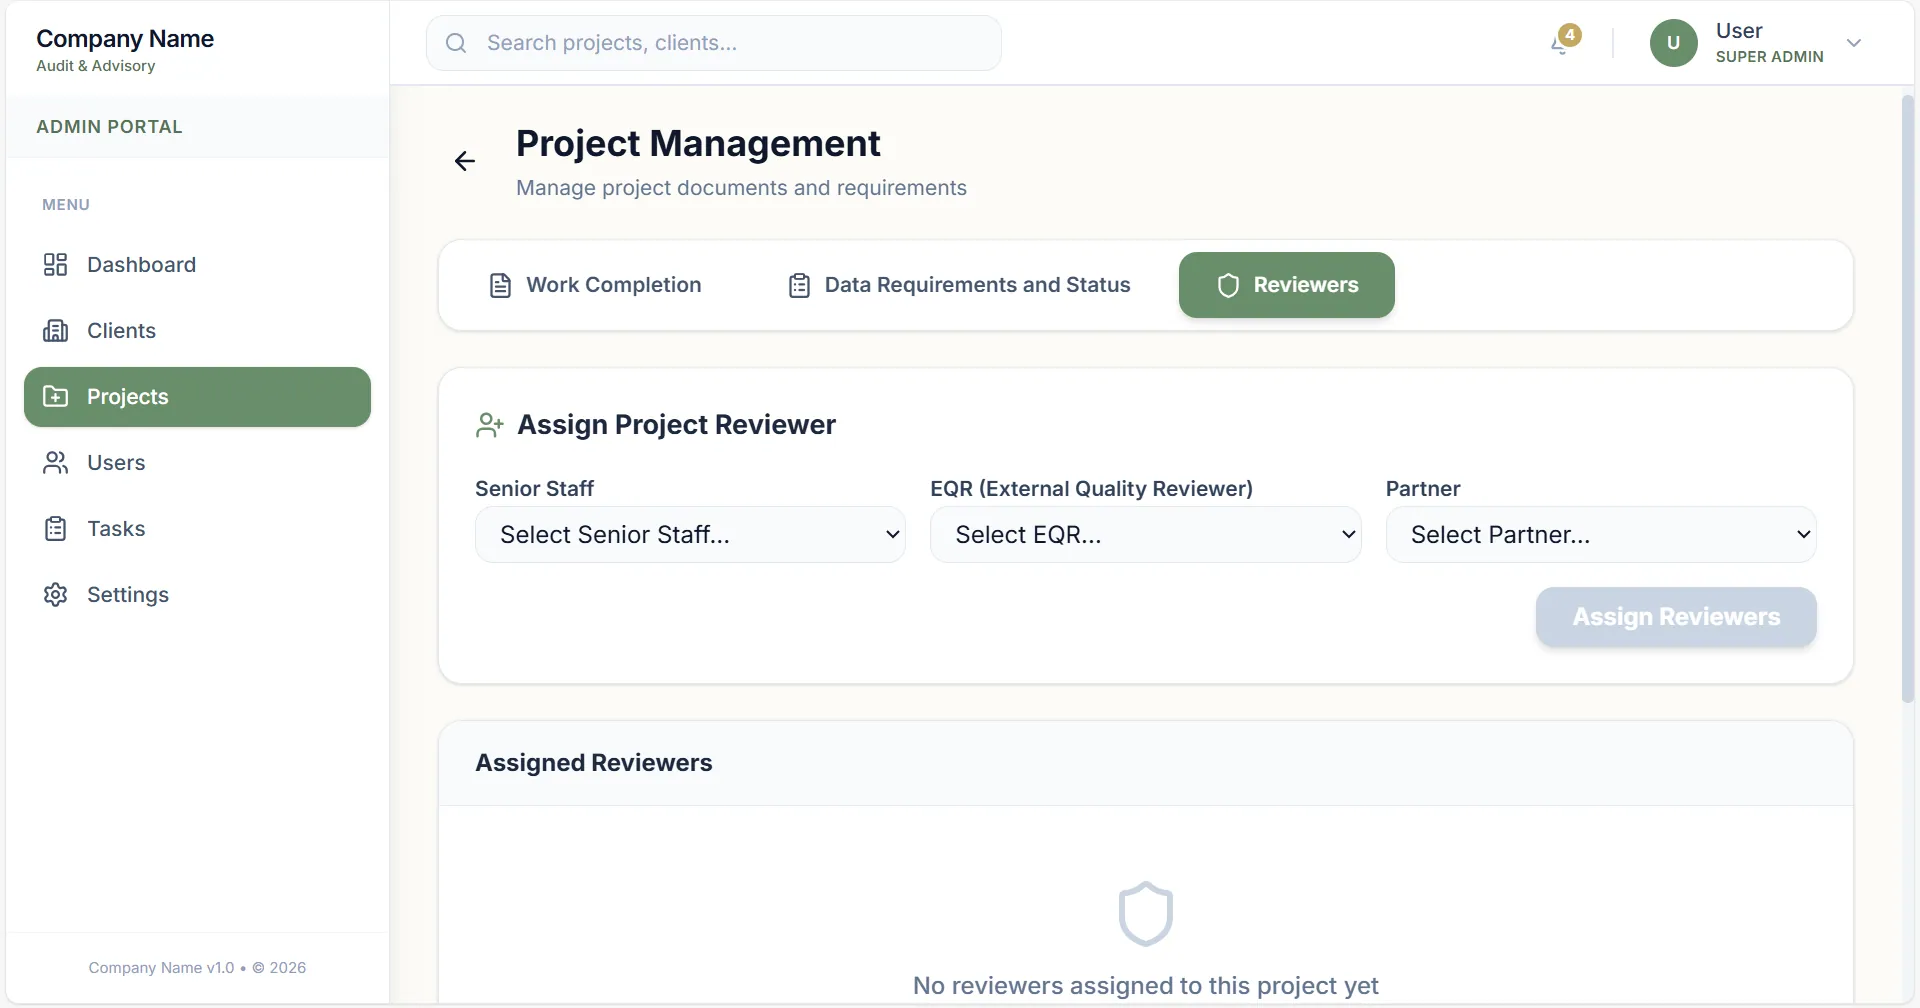 Company Name
Audit & Advisory
ADMIN PORTAL
MENU
Dashboard
Clients
Projects
Users
Tasks
Settings
Company Name v1.0 • © 2026
Search projects, clients...
4
U
User
SUPER ADMIN
Project Management
Manage project documents and requirements
Work Completion
Data Requirements and Status
Reviewers
Assign Project Reviewer
Senior Staff
Select Senior Staff...
EQR (External Quality Reviewer)
Select EQR...
Partner
Select Partner...
Assign Reviewers
Assigned Reviewers
No reviewers assigned to this project yet